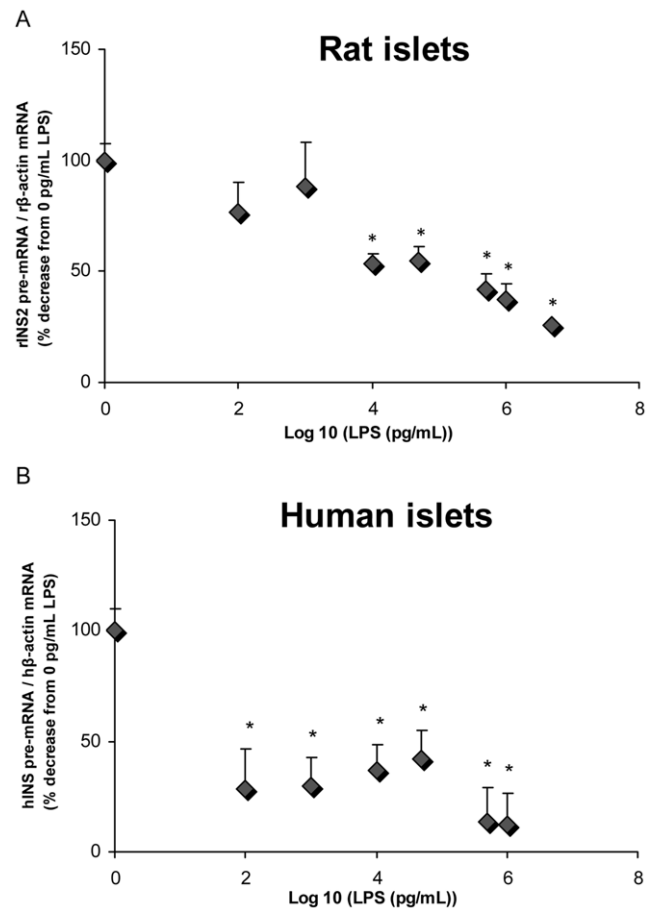 A
Rat islets
rINS2 pre-mRNA / rβ-actin mRNA
(% decrease from 0 pg/mL LPS)
150
100
50
0
* * * * *
0 2 4 6 8
Log 10 (LPS (pg/mL))
B
Human islets
hINS pre-mRNA / hβ-actin mRNA
(% decrease from 0 pg/mL LPS)
150
100
50
0
* * * * * *
0 2 4 6 8
Log 10 (LPS (pg/mL))